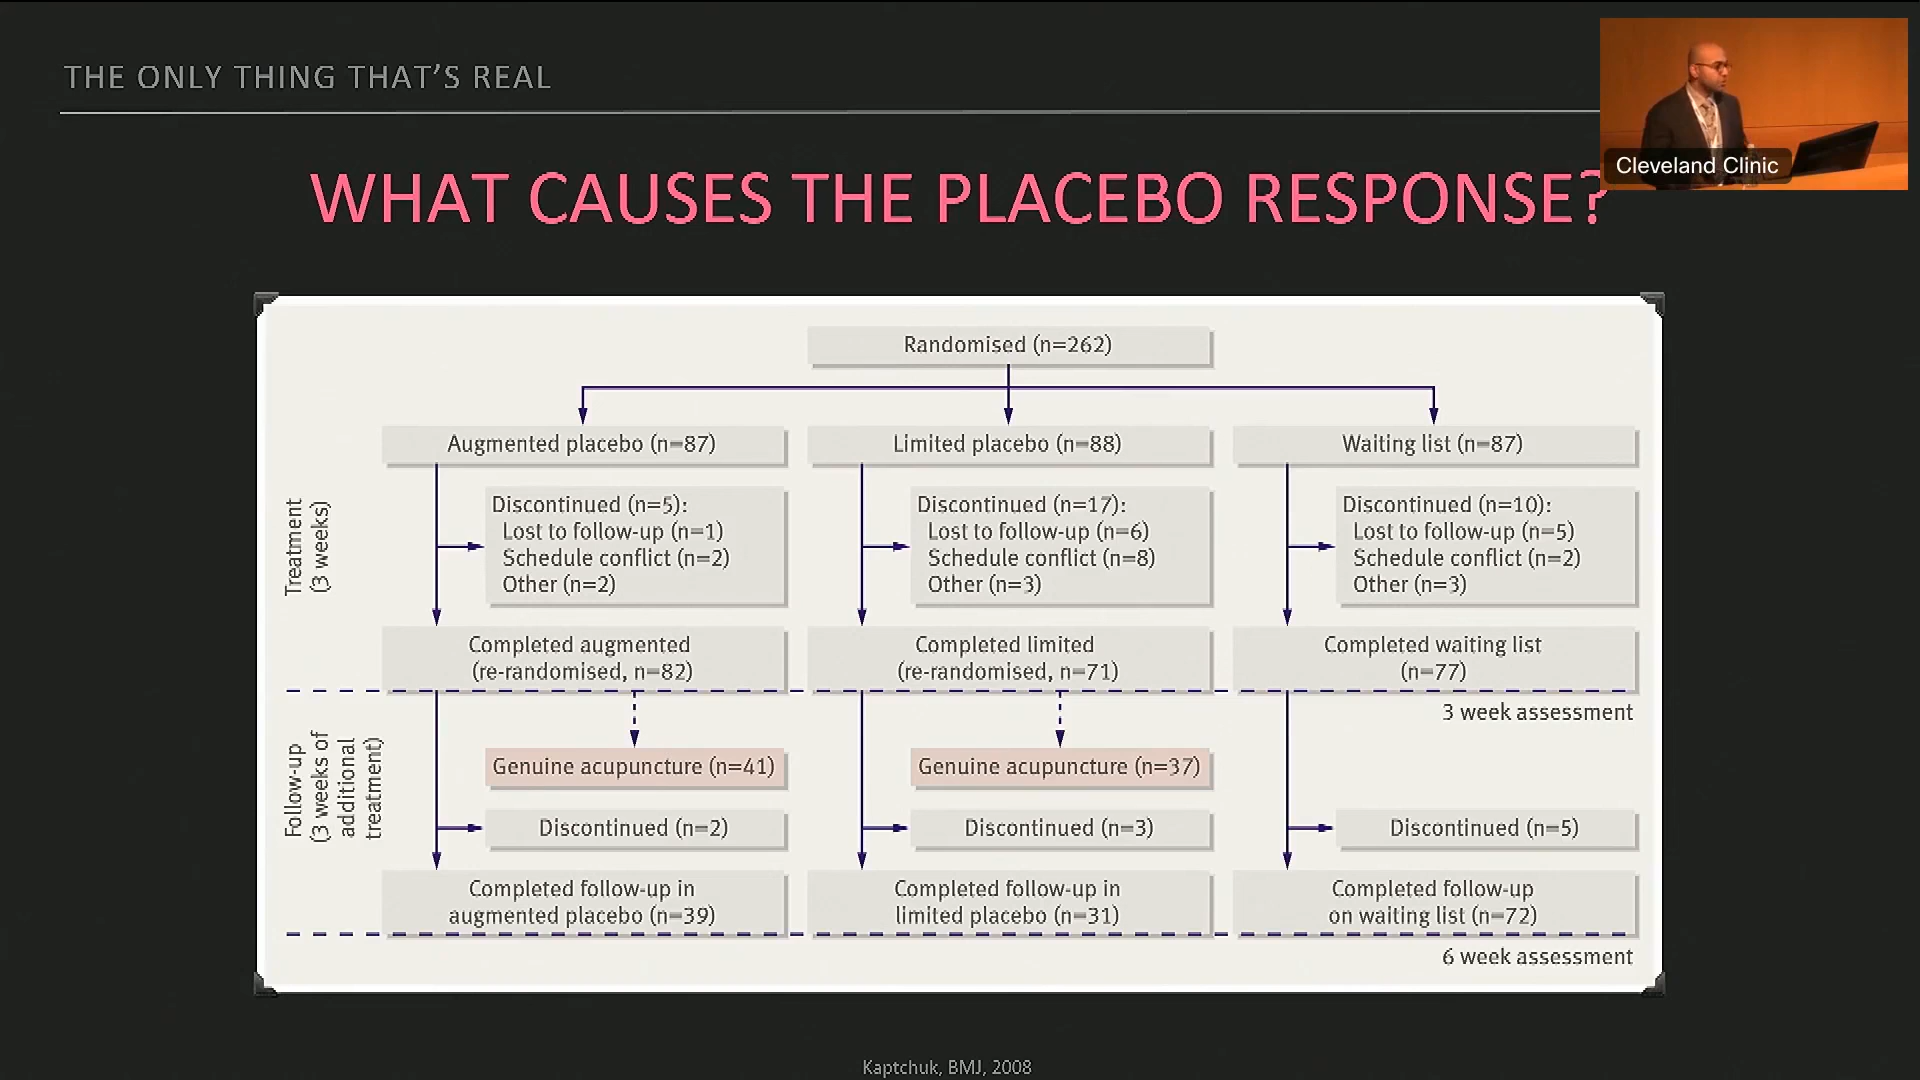 THE ONLY THING THAT'S REAL
Cleveland Clinic
WHAT CAUSES THE PLACEBO RESPONSE?
Randomised (n=262)
Augmented placebo (n=87)
Limited placebo (n=88)
Waiting list (n=87)
Treatment
(3 weeks)
Discontinued (n=5):
Lost to follow-up (n=1)
Schedule conflict (n=2)
Other (n=2)
Discontinued (n=17):
Lost to follow-up (n=6)
Schedule conflict (n=8)
Other (n=3)
Discontinued (n=10):
Lost to follow-up (n=5)
Schedule conflict (n=2)
Other (n=3)
Completed augmented
(re-randomised, n=82)
Completed limited
(re-randomised, n=71)
Completed waiting list
(n=77)
3 week assessment
Follow-up
(3 weeks of
additional
treatment)
Genuine acupuncture (n=41)
Genuine acupuncture (n=37)
Discontinued (n=2)
Discontinued (n=3)
Discontinued (n=5)
Completed follow-up in
augmented placebo (n=39)
Completed follow-up in
limited placebo (n=31)
Completed follow-up
on waiting list (n=72)
6 week assessment
Kaptchuk, BMJ, 2008